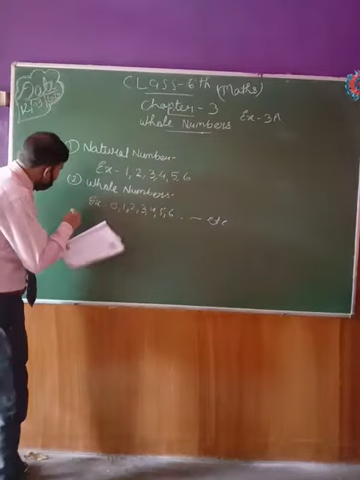 CLASS-6th (Maths)
Chapter-3
Whole Numbers Ex-3A
(1) Natural Number-
Ex- 1, 2, 3, 4, 5, 6
(2) Whole Numbers-
Ex- 0, 1, 2, 3, 4, 5, 6. — etc